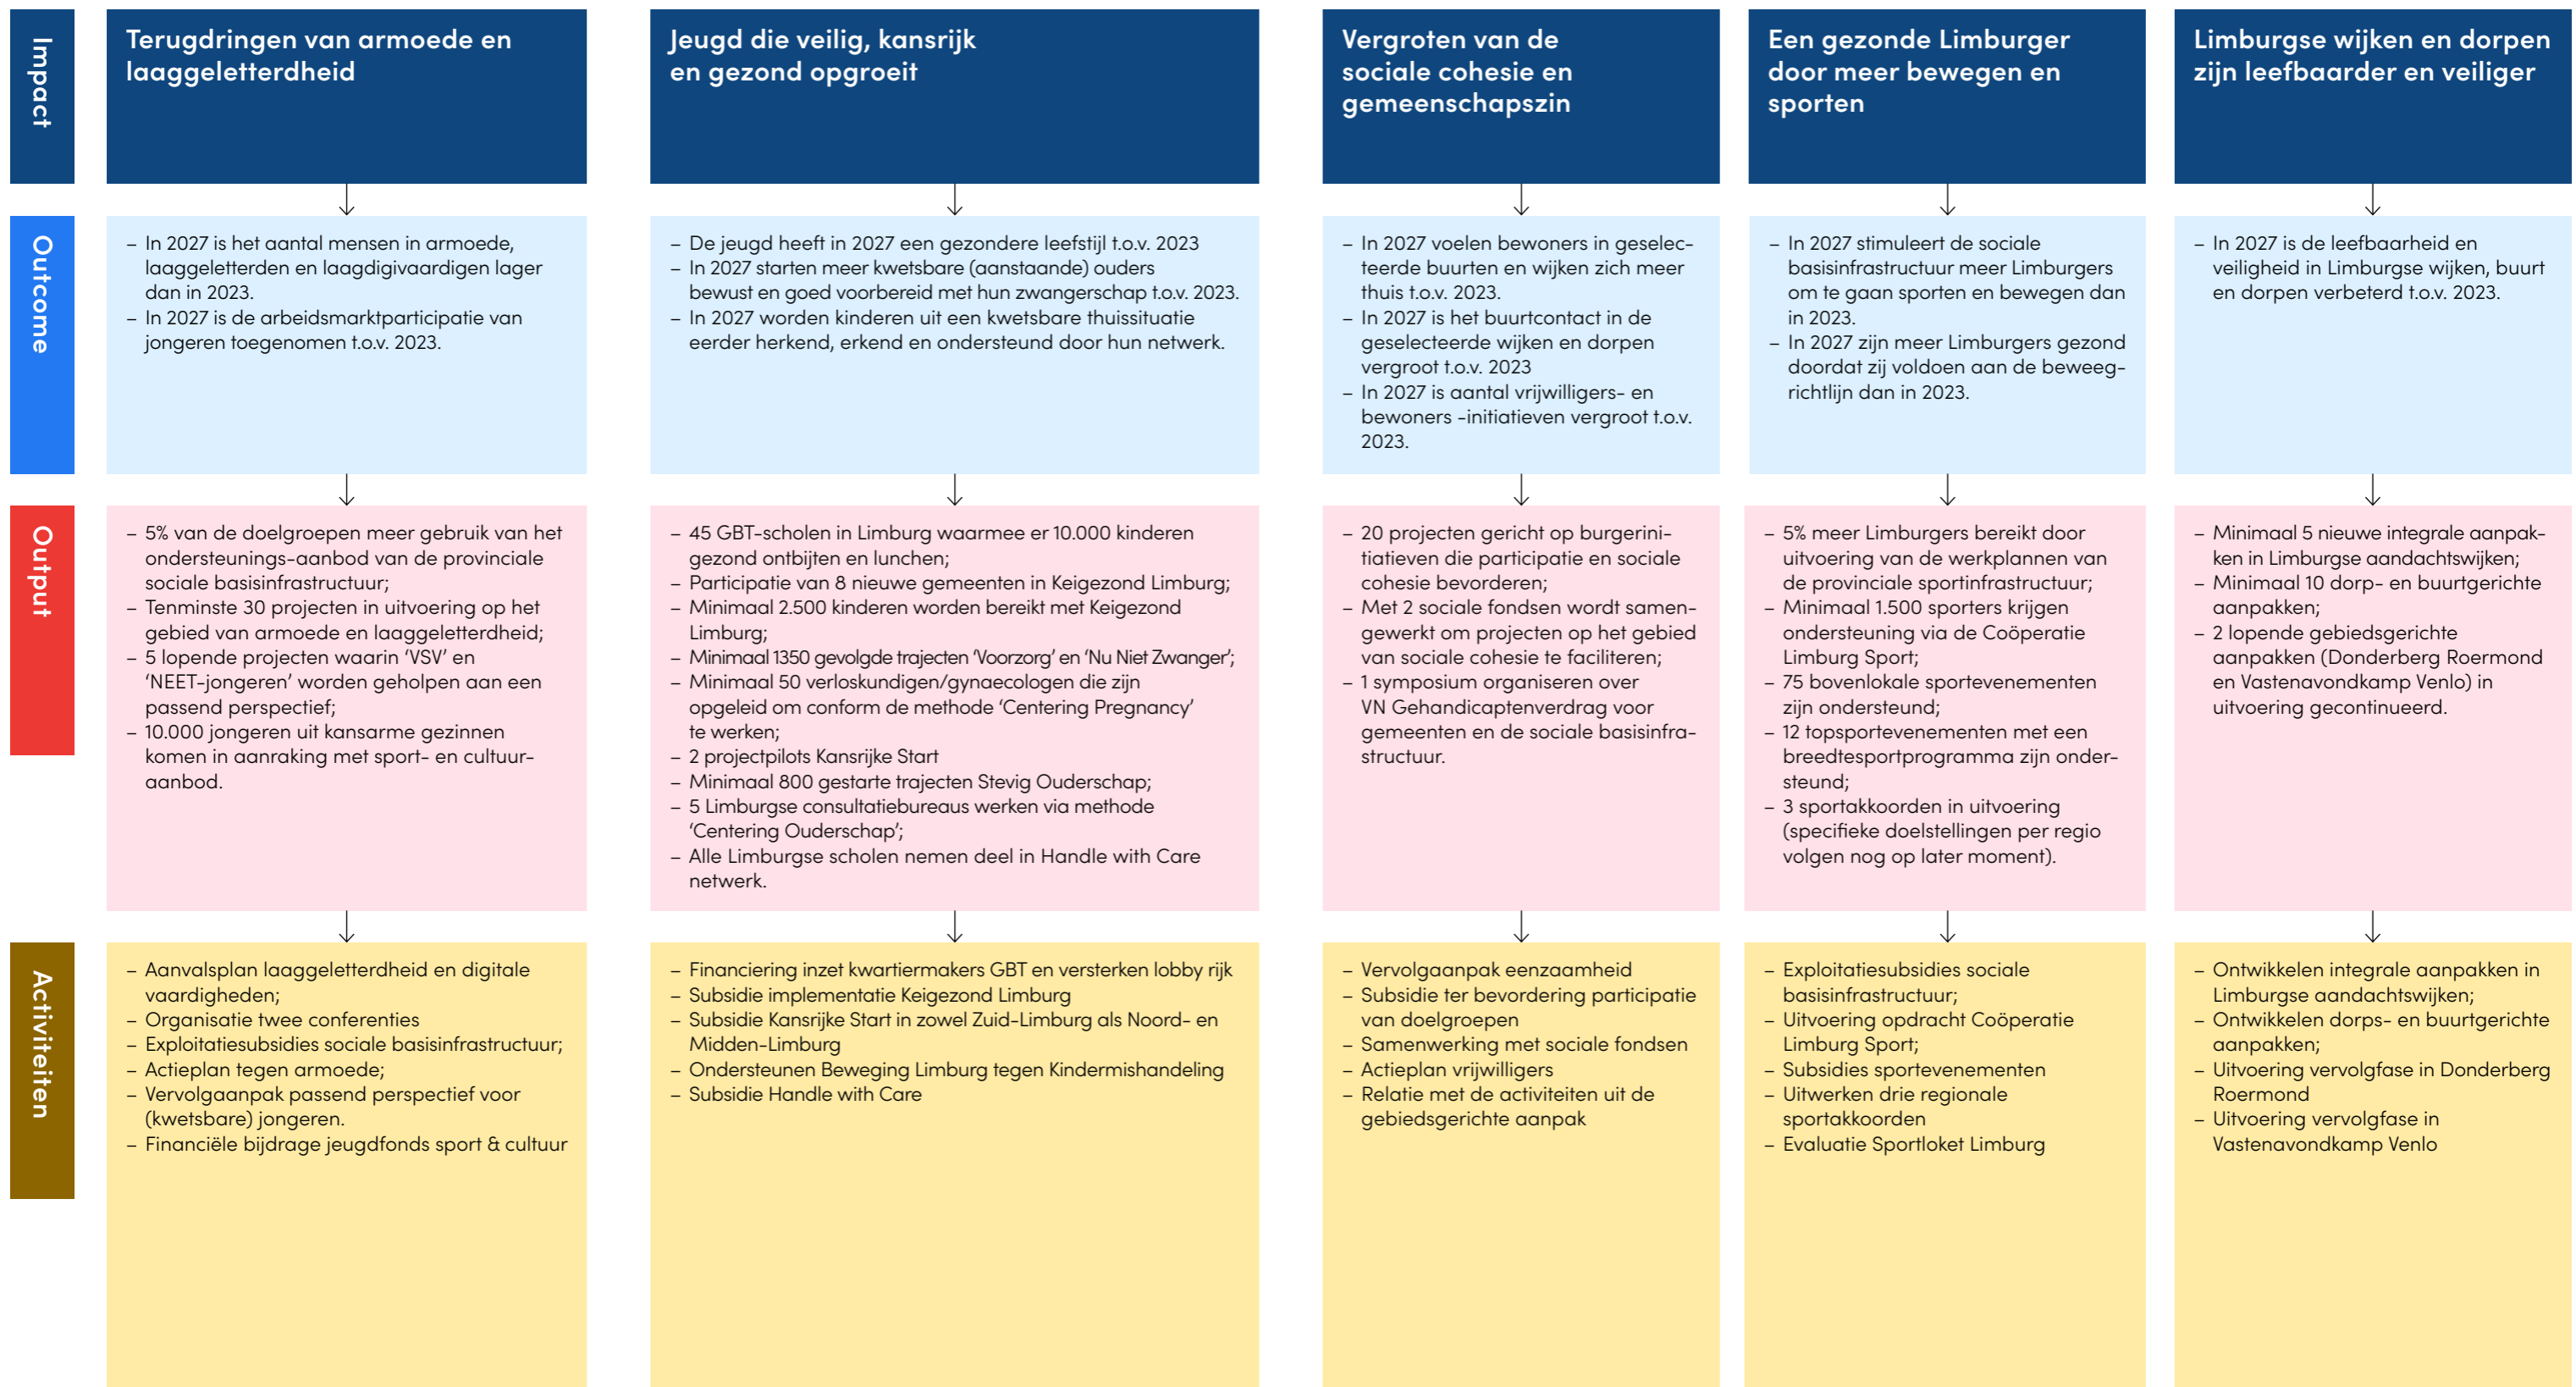 Impact
Terugdringen van armoede en
laaggeletterdheid
Jeugd die veilig, kansrijk
en gezond opgroeit
Vergroten van de
sociale cohesie en
gemeenschapszin
Een gezonde Limburger
door meer bewegen en
sporten
Limburgse wijken en dorpen
zijn leefbaarder en veiliger
Outcome
– In 2027 is het aantal mensen in armoede,
laaggeletterden en laagdigivaardigen lager
dan in 2023.
– In 2027 is de arbeidsmarktparticipatie van
jongeren toegenomen t.o.v. 2023.
– De jeugd heeft in 2027 een gezondere leefstijl t.o.v. 2023
– In 2027 starten meer kwetsbare (aanstaande) ouders
bewust en goed voorbereid met hun zwangerschap t.o.v. 2023.
– In 2027 worden kinderen uit een kwetsbare thuissituatie
eerder herkend, erkend en ondersteund door hun netwerk.
– In 2027 voelen bewoners in geselec-
teerde buurten en wijken zich meer
thuis t.o.v. 2023.
– In 2027 is het buurtcontact in de
geselecteerde wijken en dorpen
vergroot t.o.v. 2023
– In 2027 is aantal vrijwilligers- en
bewoners -initiatieven vergroot t.o.v.
2023.
– In 2027 stimuleert de sociale
basisinfrastructuur meer Limburgers
om te gaan sporten en bewegen dan
in 2023.
– In 2027 zijn meer Limburgers gezond
doordat zij voldoen aan de beweeg-
richtlijn dan in 2023.
– In 2027 is de leefbaarheid en
veiligheid in Limburgse wijken, buurt
en dorpen verbeterd t.o.v. 2023.
Output
– 5% van de doelgroepen meer gebruik van het
ondersteunings-aanbod van de provinciale
sociale basisinfrastructuur;
– Tenminste 30 projecten in uitvoering op het
gebied van armoede en laaggeletterdheid;
– 5 lopende projecten waarin ‘VSV’ en
‘NEET-jongeren’ worden geholpen aan een
passend perspectief;
– 10.000 jongeren uit kansarme gezinnen
komen in aanraking met sport- en cultuur-
aanbod.
– 45 GBT-scholen in Limburg waarmee er 10.000 kinderen
gezond ontbijten en lunchen;
– Participatie van 8 nieuwe gemeenten in Keigezond Limburg;
– Minimaal 2.500 kinderen worden bereikt met Keigezond
Limburg;
– Minimaal 1350 gevolgde trajecten ‘Voorzorg’ en ‘Nu Niet Zwanger’;
– Minimaal 50 verloskundigen/gynaecologen die zijn
opgeleid om conform de methode ‘Centering Pregnancy’
te werken;
– 2 projectpilots Kansrijke Start
– Minimaal 800 gestarte trajecten Stevig Ouderschap;
– 5 Limburgse consultatiebureaus werken via methode
‘Centering Ouderschap’;
– Alle Limburgse scholen nemen deel in Handle with Care
netwerk.
– 20 projecten gericht op burgerini-
tiatieven die participatie en sociale
cohesie bevorderen;
– Met 2 sociale fondsen wordt samen-
gewerkt om projecten op het gebied
van sociale cohesie te faciliteren;
– 1 symposium organiseren over
VN Gehandicaptenverdrag voor
gemeenten en de sociale basisinfra-
structuur.
– 5% meer Limburgers bereikt door
uitvoering van de werkplannen van
de provinciale sportinfrastructuur;
– Minimaal 1.500 sporters krijgen
ondersteuning via de Coöperatie
Limburg Sport;
– 75 bovenlokale sportevenementen
zijn ondersteund;
– 12 topsportevenementen met een
breedtesportprogramma zijn onder-
steund;
– 3 sportakkoorden in uitvoering
(specifieke doelstellingen per regio
volgen nog op later moment).
– Minimaal 5 nieuwe integrale aanpak-
ken in Limburgse aandachtswijken;
– Minimaal 10 dorp- en buurtgerichte
aanpakken;
– 2 lopende gebiedsgerichte
aanpakken (Donderberg Roermond
en Vastenavondkamp Venlo) in
uitvoering gecontinueerd.
Activiteiten
– Aanvalsplan laaggeletterdheid en digitale
vaardigheden;
– Organisatie twee conferenties
– Exploitatiesubsidies sociale basisinfrastructuur;
– Actieplan tegen armoede;
– Vervolgaanpak passend perspectief voor
(kwetsbare) jongeren.
– Financiële bijdrage jeugdfonds sport & cultuur
– Financiering inzet kwartiermakers GBT en versterken lobby rijk
– Subsidie implementatie Keigezond Limburg
– Subsidie Kansrijke Start in zowel Zuid-Limburg als Noord- en
Midden-Limburg
– Ondersteunen Beweging Limburg tegen Kindermishandeling
– Subsidie Handle with Care
– Vervolgaanpak eenzaamheid
– Subsidie ter bevordering participatie
van doelgroepen
– Samenwerking met sociale fondsen
– Actieplan vrijwilligers
– Relatie met de activiteiten uit de
gebiedsgerichte aanpak
– Exploitatiesubsidies sociale
basisinfrastructuur;
– Uitvoering opdracht Coöperatie
Limburg Sport;
– Subsidies sportevenementen
– Uitwerken drie regionale
sportakkoorden
– Evaluatie Sportloket Limburg
– Ontwikkelen integrale aanpakken in
Limburgse aandachtswijken;
– Ontwikkelen dorps- en buurtgerichte
aanpakken;
– Uitvoering vervolgfase in Donderberg
Roermond
– Uitvoering vervolgfase in
Vastenavondkamp Venlo